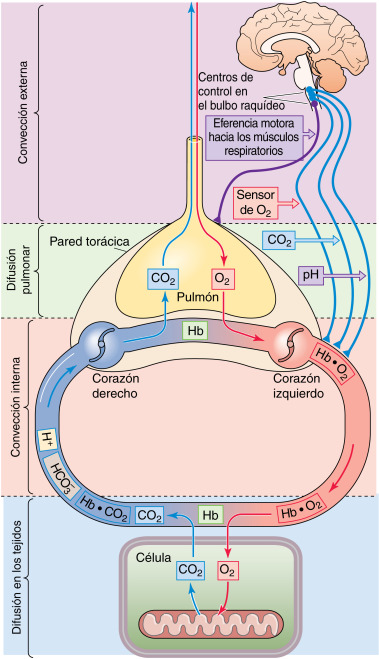 Convección externa
Centros de
control en
el bulbo raquídeo
Eferencia motora
hacia los músculos
respiratorios
Sensor
de O2
CO2
pH
Difusión
pulmonar
Pared torácica
CO2
O2
Pulmón
Convección interna
Hb
Corazón
derecho
Corazón
izquierdo
Hb•O2
H+
HCO3−
Hb•CO2
CO2
Hb
Hb•O2
Difusión en los tejidos
Célula
CO2
O2